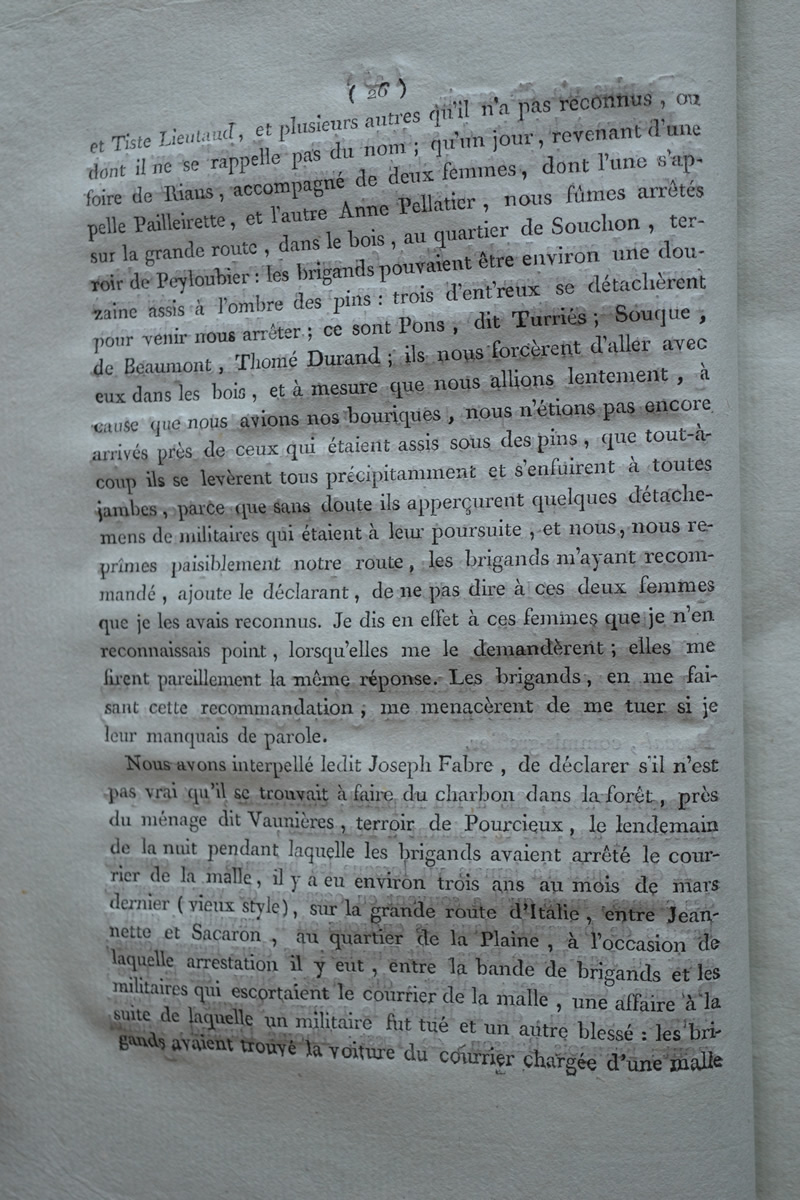 ( 26 )
et Tiste Lieutaud, et plusieurs autres qu'il n'a pas reconnus , ou
dont il ne se rappelle pas du nom ; qu'un jour , revenant d'une
foire de Rians , accompagné de deux femmes , dont l'une s'ap-
pelle Pailleirette , et l'autre Anne Pellatier , nous fûmes arrêtés
sur la grande route , dans le bois , au quartier de Souchon , ter-
roir de Peyloubier : les brigands pouvaient être environ une dou-
zaine assis à l'ombre des pins : trois d'ent'reux se détachèrent
pour venir nous arrêter ; ce sont Pons , dit Turriés ; Souque ,
de Beaumont , Thomé Durand ; ils nous forcèrent d'aller avec
eux dans les bois , et à mesure que nous allions lentement , à
cause que nous avions nos bouriques , nous n'étions pas encore
arrivés près de ceux qui étaient assis sous des pins , que tout-à-
coup ils se levèrent tous précipitamment et s'enfuirent à toutes
jambes , parce que sans doute ils apperçurent quelques détache-
mens de militaires qui étaient à leur poursuite , et nous, nous re-
prîmes paisiblement notre route , les brigands m'ayant recom-
mandé , ajoute le déclarant , de ne pas dire à ces deux femmes
que je les avais reconnus. Je dis en effet à ces femmes que je n'en
reconnaissais point , lorsqu'elles me le demandèrent ; elles me
firent pareillement la même réponse. Les brigands , en me fai-
sant cette recommandation , me menacèrent de me tuer si je
leur manquais de parole.
Nous avons interpellé ledit Joseph Fabre , de déclarer s'il n'est
pas vrai qu'il se trouvait à faire du charbon dans la forêt , près
du ménage dit Vaunières , terroir de Pourcieux , le lendemain
de la nuit pendant laquelle les brigands avaient arrêté le cour-
rier de la malle , il y a eu environ trois ans au mois de mars
dernier ( vieux style) , sur la grande route d'Italie , entre Jean-
nette et Sacaron , au quartier de la Plaine , à l'occasion de
laquelle arrestation il y eut , entre la bande de brigands et les
militaires qui escortaient le courrier de la malle , une affaire à la
suite de laquelle un militaire fut tué et un autre blessé : les bri-
gands avaient trouvé la voiture du courrier chargée d'une malle